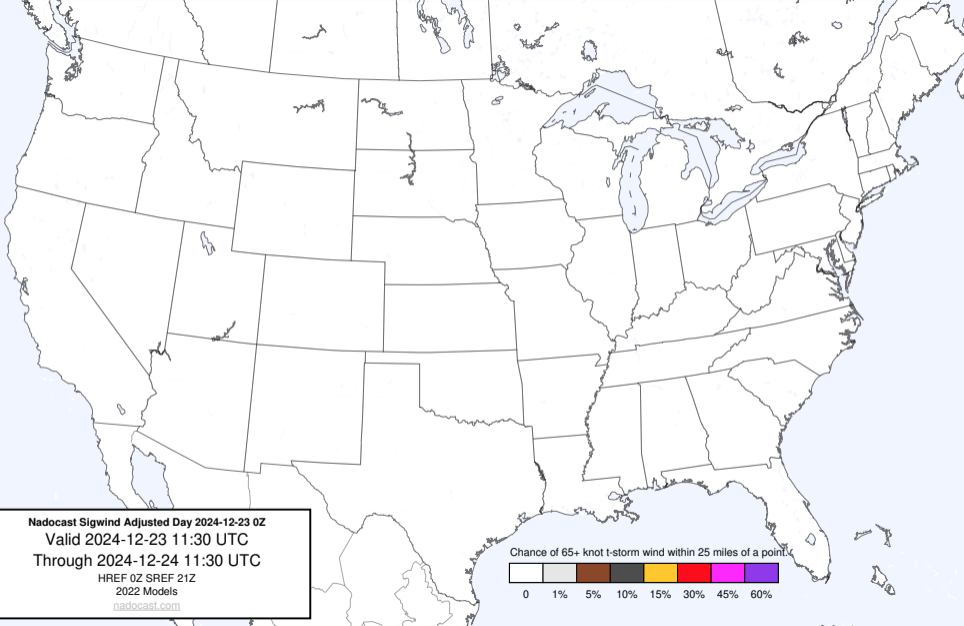 Nadocast Sigwind Adjusted Day 2024-12-23 0Z
Valid 2024-12-23 11:30 UTC
Through 2024-12-24 11:30 UTC
HREF 0Z SREF 21Z
2022 Models
nadocast.com
Chance of 65+ knot t-storm wind within 25 miles of a point.
0 1% 5% 10% 15% 30% 45% 60%